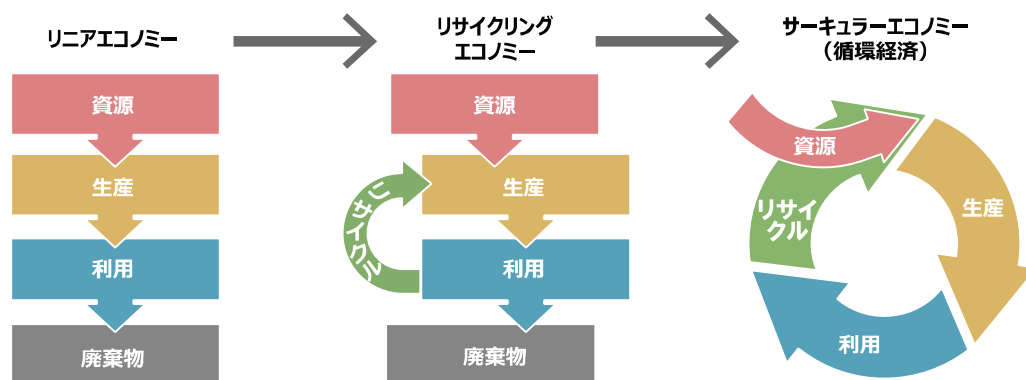 リニアエコノミー
資源
生産
利用
廃棄物
リサイクリング
エコノミー
資源
生産
リサイクル
利用
廃棄物
サーキュラーエコノミー
（循環経済）
資源
生産
リサイ
クル
利用